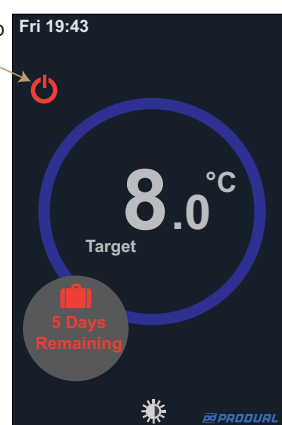 Fri 19:43
8.0 °C
Target
5 Days
Remaining
PRODUAL